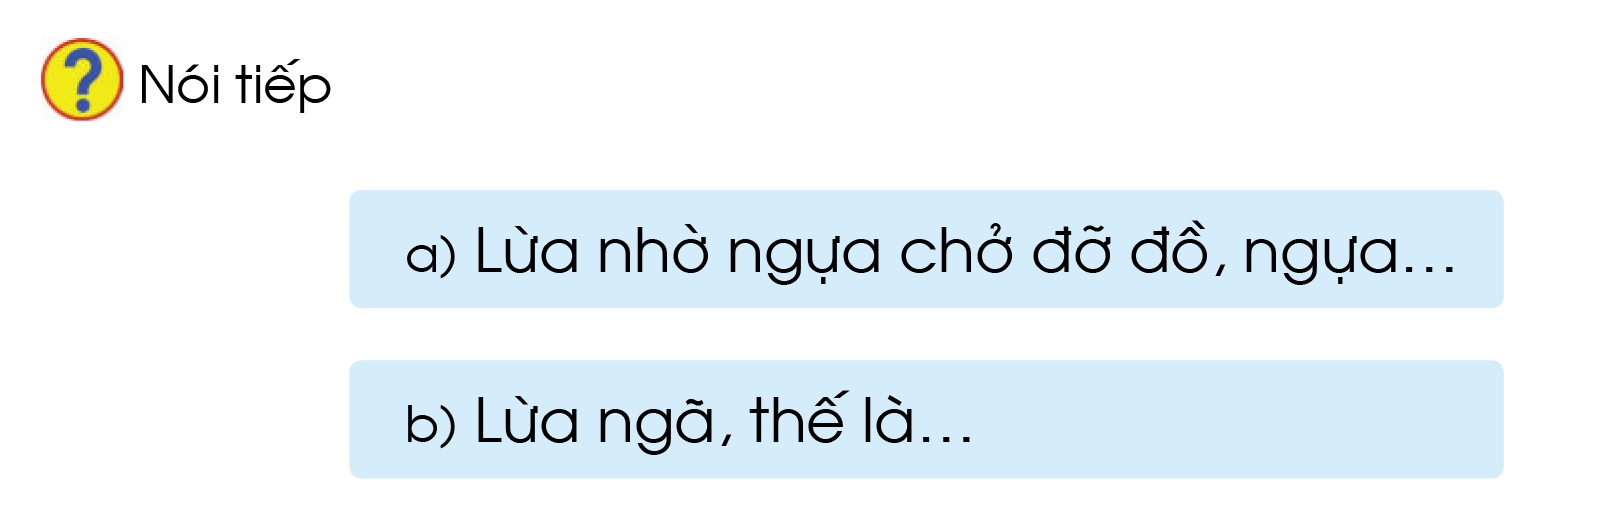 ?
Nói tiếp
a) Lừa nhờ ngựa chở đỡ đồ, ngựa...
b) Lừa ngã, thế là...